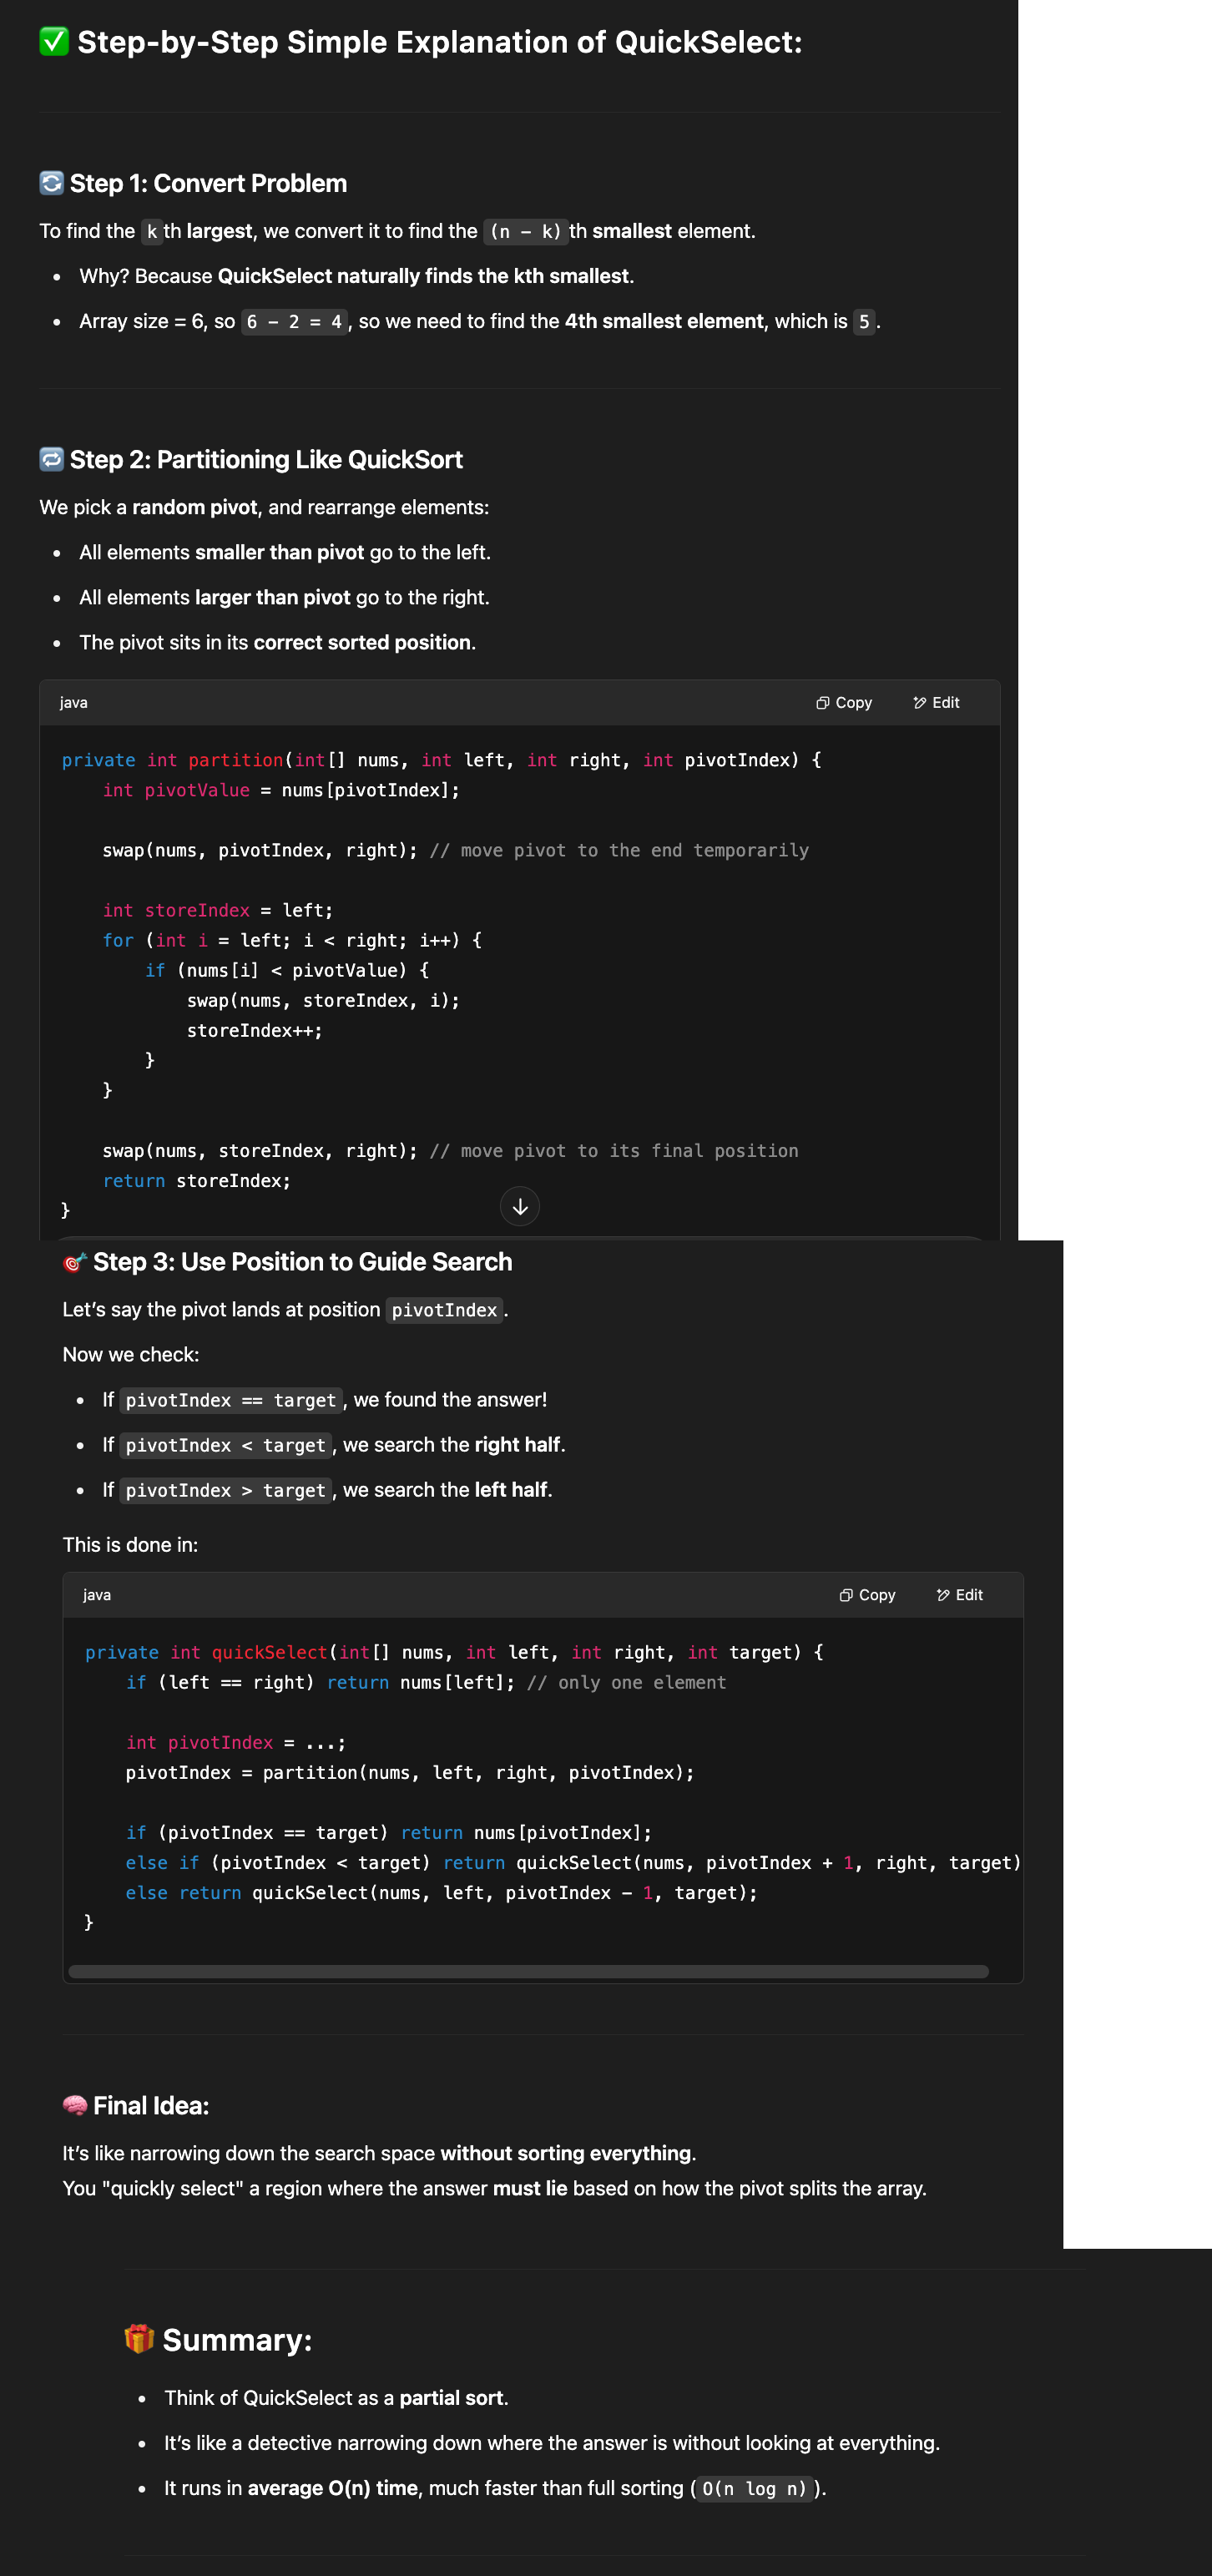 ✅ Step-by-Step Simple Explanation of QuickSelect:
🔄 Step 1: Convert Problem
To find the kth largest, we convert it to find the (n - k)th smallest element.
• Why? Because QuickSelect naturally finds the kth smallest.
• Array size = 6, so 6 - 2 = 4, so we need to find the 4th smallest element, which is 5.
🔁 Step 2: Partitioning Like QuickSort
We pick a random pivot, and rearrange elements:
• All elements smaller than pivot go to the left.
• All elements larger than pivot go to the right.
• The pivot sits in its correct sorted position.
java Copy Edit
private int partition(int[] nums, int left, int right, int pivotIndex) {
    int pivotValue = nums[pivotIndex];
    swap(nums, pivotIndex, right); // move pivot to the end temporarily
    int storeIndex = left;
    for (int i = left; i < right; i++) {
        if (nums[i] < pivotValue) {
            swap(nums, storeIndex, i);
            storeIndex++;
        }
    }
    swap(nums, storeIndex, right); // move pivot to its final position
    return storeIndex;
}
🎯 Step 3: Use Position to Guide Search
Let’s say the pivot lands at position pivotIndex.
Now we check:
• If pivotIndex == target, we found the answer!
• If pivotIndex < target, we search the right half.
• If pivotIndex > target, we search the left half.
This is done in:
java Copy Edit
private int quickSelect(int[] nums, int left, int right, int target) {
    if (left == right) return nums[left]; // only one element
    int pivotIndex = ...;
    pivotIndex = partition(nums, left, right, pivotIndex);
    if (pivotIndex == target) return nums[pivotIndex];
    else if (pivotIndex < target) return quickSelect(nums, pivotIndex + 1, right, target)
    else return quickSelect(nums, left, pivotIndex - 1, target);
}
🧠 Final Idea:
It’s like narrowing down the search space without sorting everything.
You "quickly select" a region where the answer must lie based on how the pivot splits the array.
🎁 Summary:
• Think of QuickSelect as a partial sort.
• It’s like a detective narrowing down where the answer is without looking at everything.
• It runs in average O(n) time, much faster than full sorting (O(n log n)).